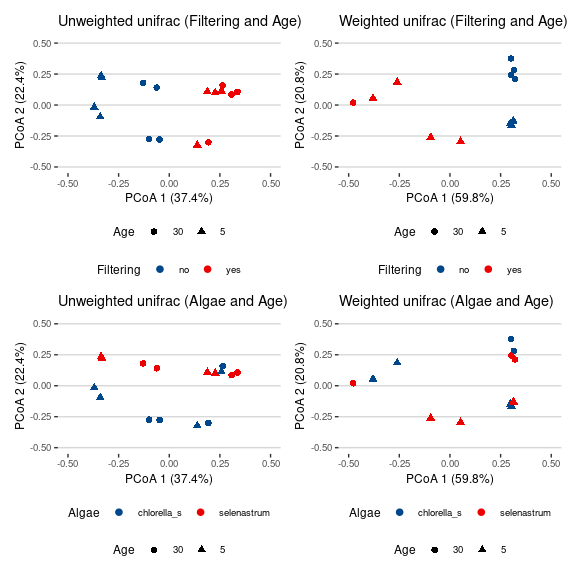 Unweighted unifrac (Filtering and Age)
0.50
0.25
0.00
-0.25
-0.50
PCoA 2 (22.4%)
-0.50 -0.25 0.00 0.25 0.50
PCoA 1 (37.4%)
Age 30 5
Filtering no yes
Weighted unifrac (Filtering and Age)
0.50
0.25
0.00
-0.25
-0.50
PCoA 2 (20.8%)
-0.50 -0.25 0.00 0.25 0.50
PCoA 1 (59.8%)
Age 30 5
Filtering no yes
Unweighted unifrac (Algae and Age)
0.50
0.25
0.00
-0.25
-0.50
PCoA 2 (22.4%)
-0.50 -0.25 0.00 0.25 0.50
PCoA 1 (37.4%)
Algae chlorella_s selenastrum
Age 30 5
Weighted unifrac (Algae and Age)
0.50
0.25
0.00
-0.25
-0.50
PCoA 2 (20.8%)
-0.50 -0.25 0.00 0.25 0.50
PCoA 1 (59.8%)
Algae chlorella_s selenastrum
Age 30 5